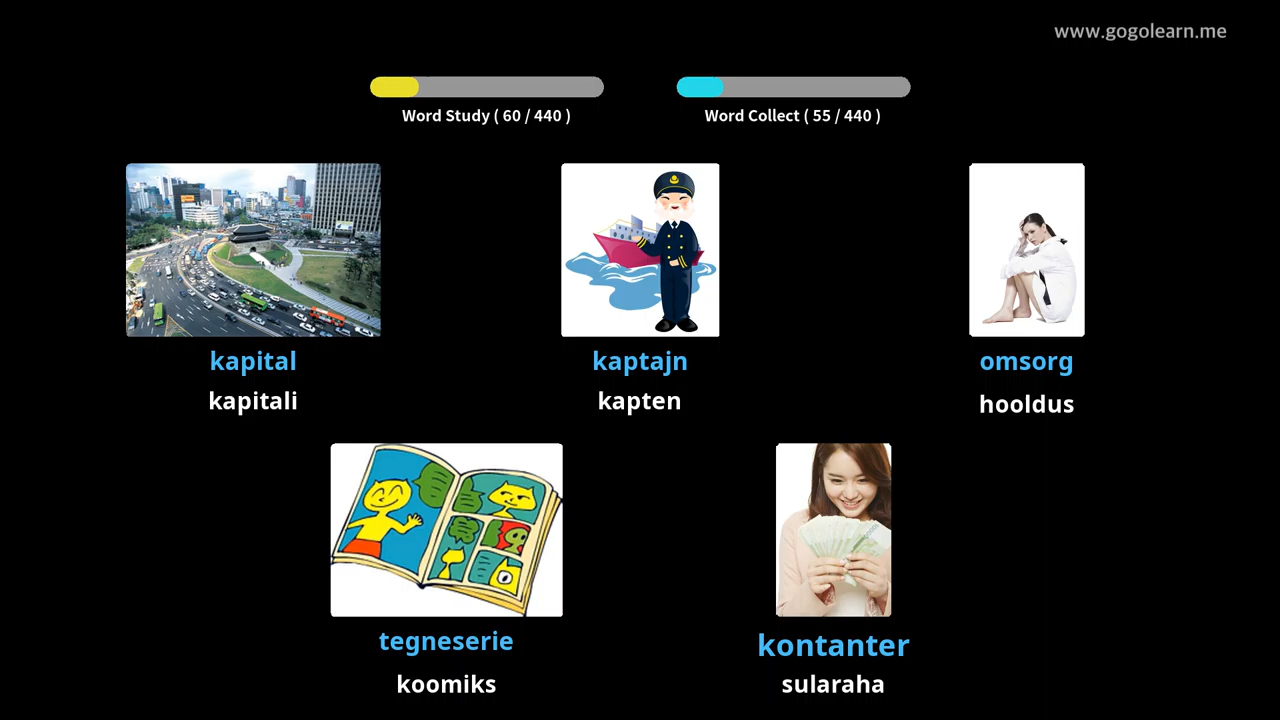 www.gogolearn.me
Word Study ( 60 / 440 )
Word Collect ( 55 / 440 )
kapital
kapitali
kaptajn
kapten
omsorg
hooldus
tegneserie
koomiks
kontanter
sularaha